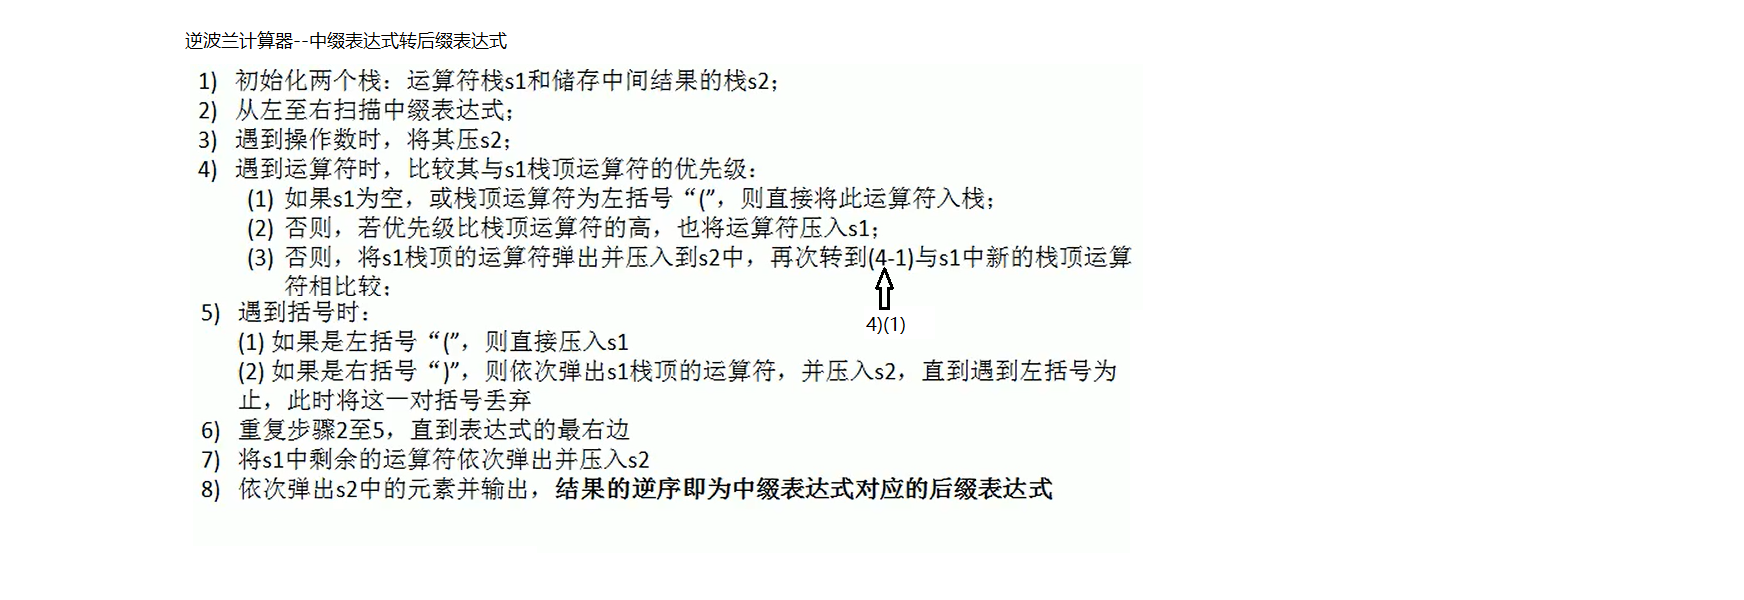 逆波兰计算器--中缀表达式转后缀表达式
1) 初始化两个栈：运算符栈s1和储存中间结果的栈s2；
2) 从左至右扫描中缀表达式；
3) 遇到操作数时，将其压s2；
4) 遇到运算符时，比较其与s1栈顶运算符的优先级：
(1) 如果s1为空，或栈顶运算符为左括号“(”，则直接将此运算符入栈；
(2) 否则，若优先级比栈顶运算符的高，也将运算符压入s1；
(3) 否则，将s1栈顶的运算符弹出并压入到s2中，再次转到(4-1)与s1中新的栈顶运算
符相比较；
5) 遇到括号时：
4)(1)
(1) 如果是左括号“(”，则直接压入s1
(2) 如果是右括号“)”，则依次弹出s1栈顶的运算符，并压入s2，直到遇到左括号为
止，此时将这一对括号丢弃
6) 重复步骤2至5，直到表达式的最右边
7) 将s1中剩余的运算符依次弹出并压入s2
8) 依次弹出s2中的元素并输出，结果的逆序即为中缀表达式对应的后缀表达式